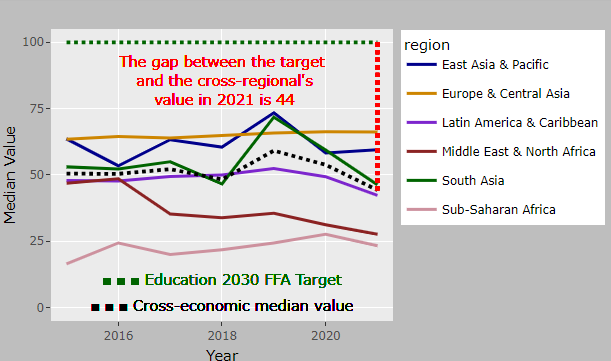 100
75
50
25
0
Median Value
The gap between the target
and the cross-regional's
value in 2021 is 44
Education 2030 FFA Target
Cross-economic median value
2016
2018
2020
Year
region
East Asia & Pacific
Europe & Central Asia
Latin America & Caribbean
Middle East & North Africa
South Asia
Sub-Saharan Africa